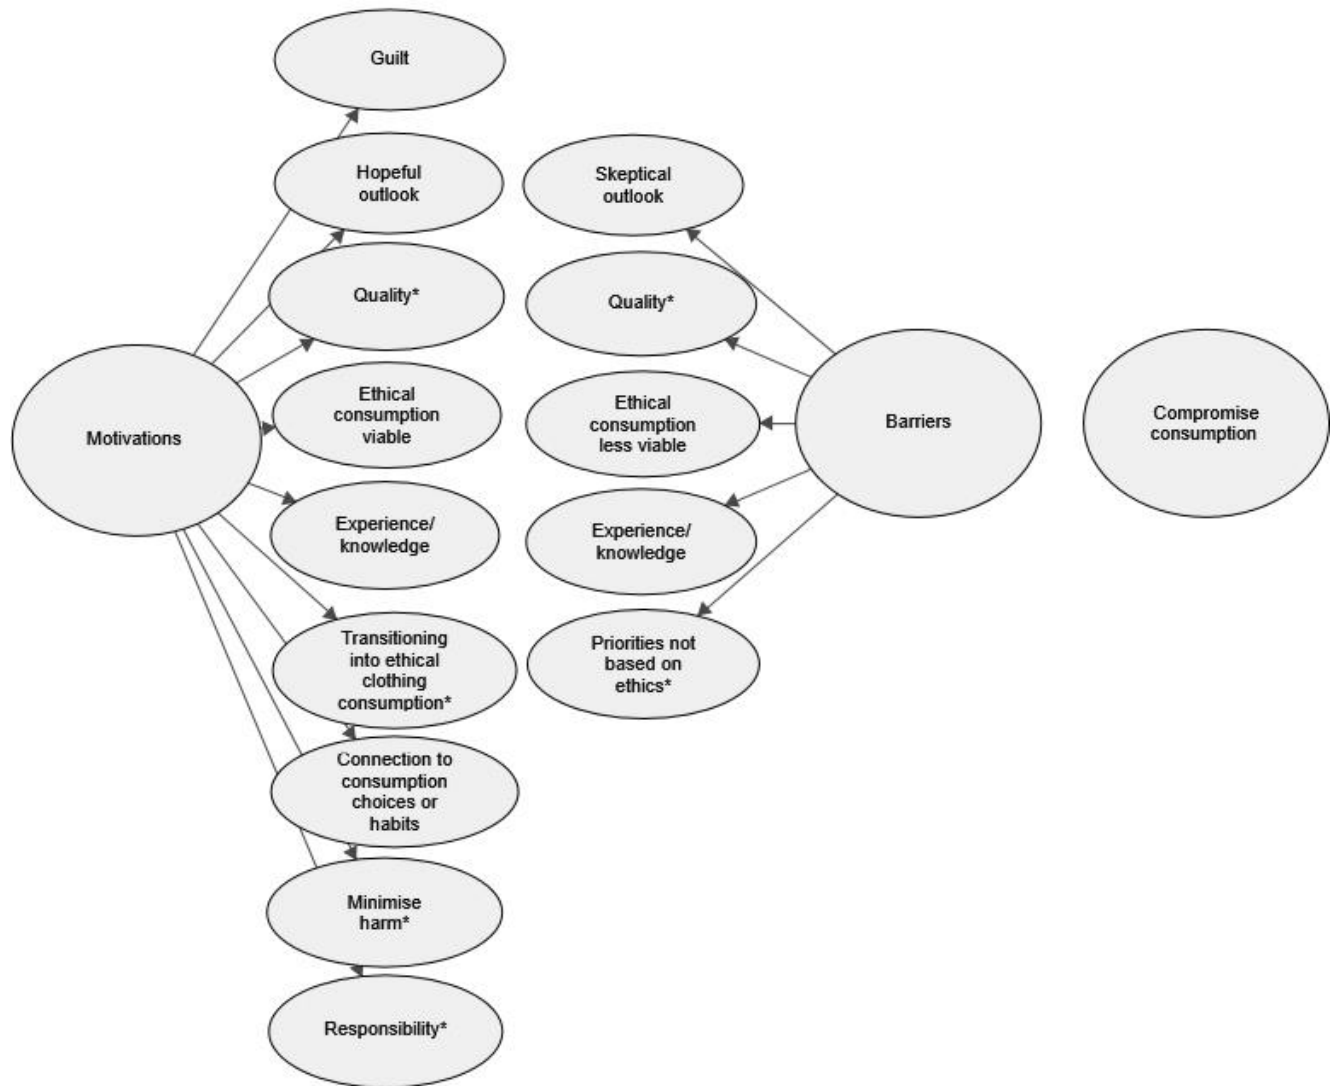 Guilt
Hopeful
outlook
Skeptical
outlook
Quality*
Quality*
Motivations
Ethical
consumption
viable
Ethical
consumption
less viable
Barriers
Compromise
consumption
Experience/
knowledge
Experience/
knowledge
Transitioning
into ethical
clothing
consumption*
Priorities not
based on
ethics*
Connection to
consumption
choices or
habits
Minimise
harm*
Responsibility*